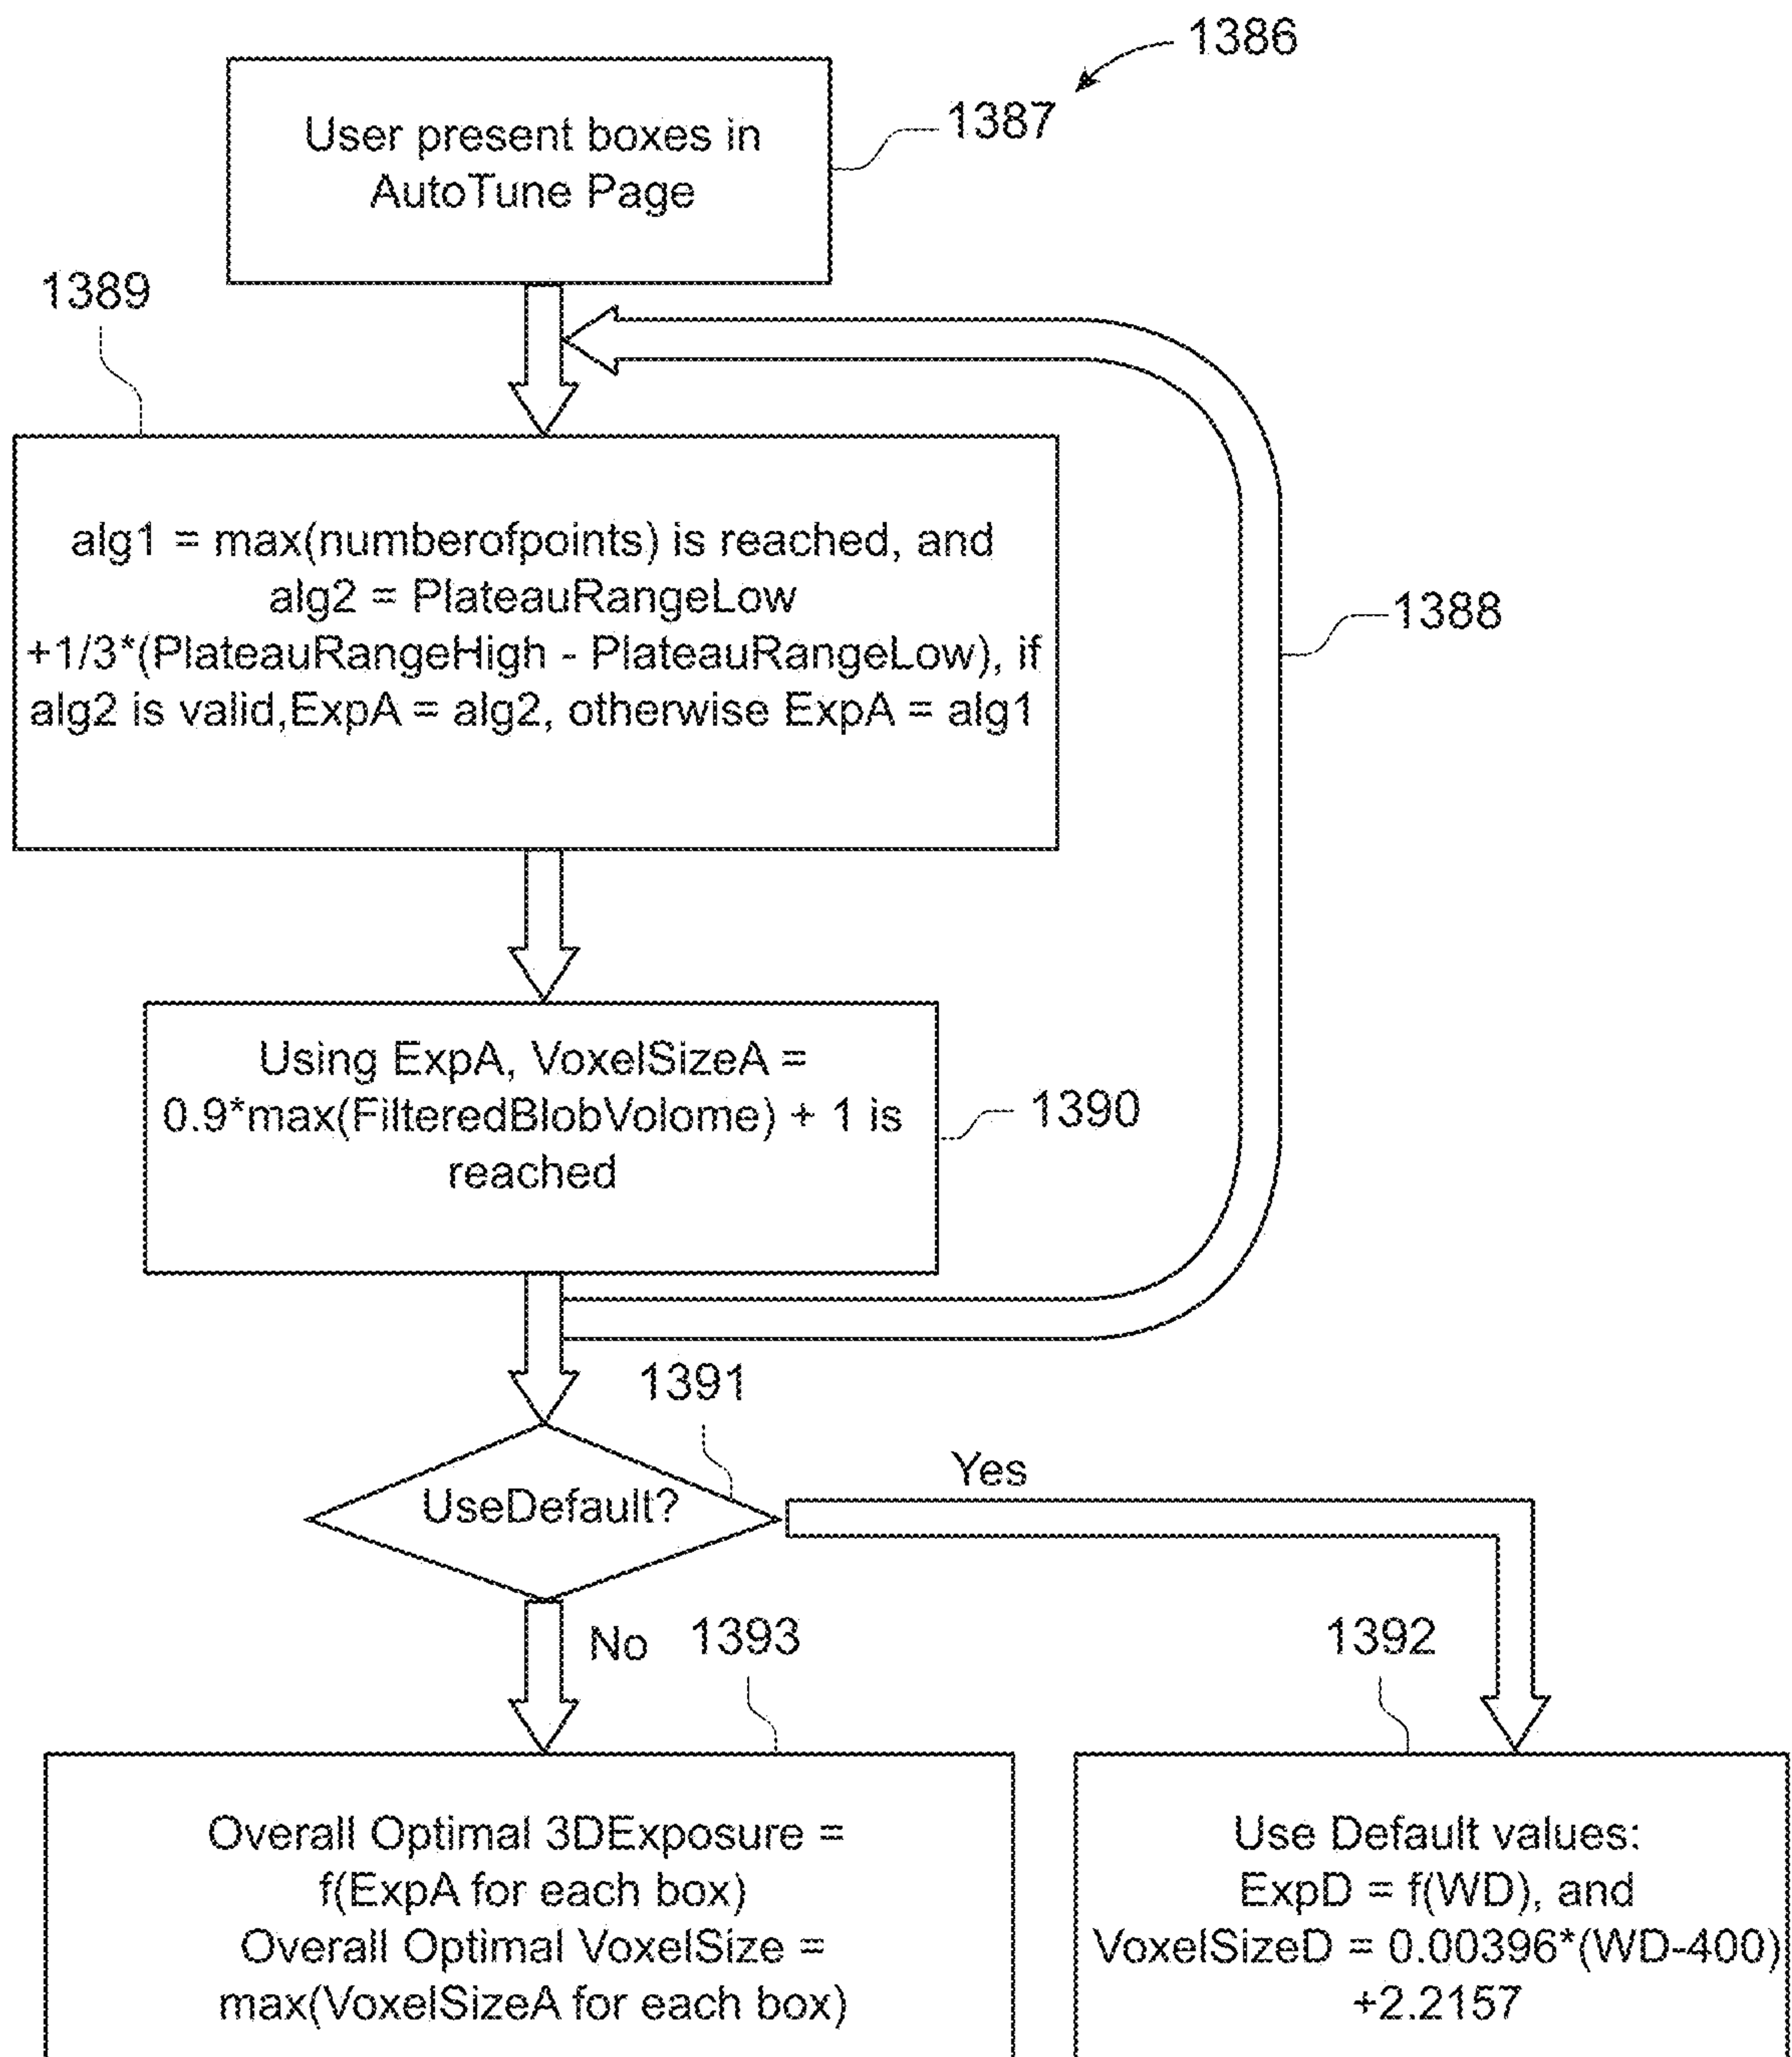 1386
User present boxes in
AutoTune Page
1387
1389
alg1 = max(numberofpoints) is reached, and
alg2 = PlateauRangeLow
+1/3*(PlateauRangeHigh - PlateauRangeLow), if
alg2 is valid,ExpA = alg2, otherwise ExpA = alg1
1388
Using ExpA, VoxelSizeA =
0.9*max(FilteredBlobVolome) + 1 is
reached
1390
1391
UseDefault?
Yes
No
1393
1392
Overall Optimal 3DExposure =
f(ExpA for each box)
Overall Optimal VoxelSize =
max(VoxelSizeA for each box)
Use Default values:
ExpD = f(WD), and
VoxelSizeD = 0.00396*(WD-400)
+2.2157